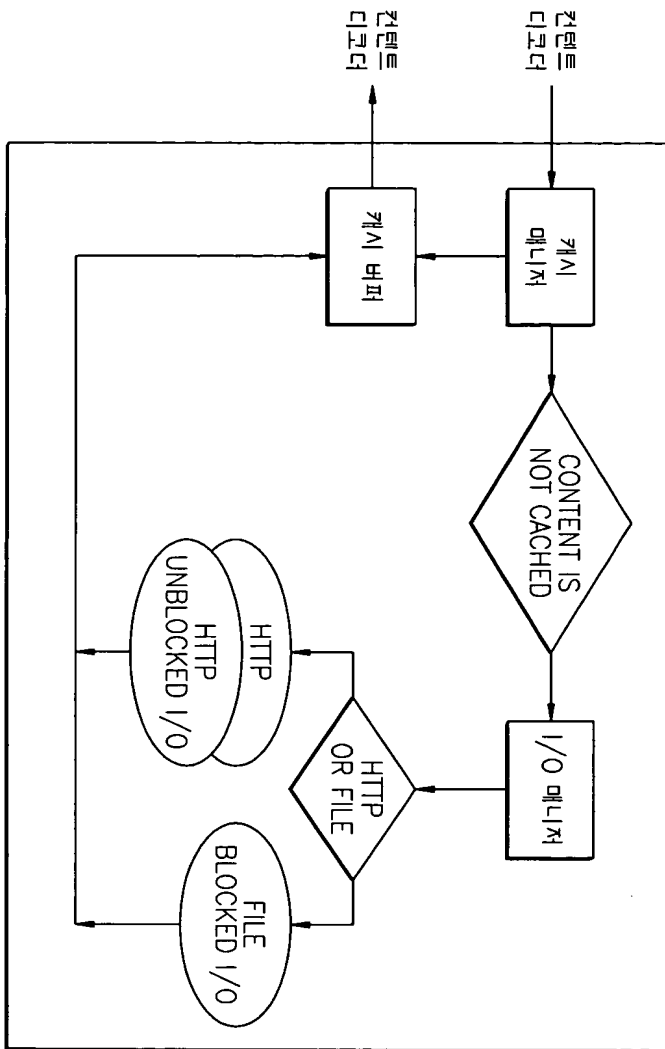 컨텐트
디코더
컨텐트
디코더
캐시
매니저
캐시 버퍼
CONTENT IS
NOT CACHED
I/O 매니저
HTTP
OR FILE
HTTP
HTTP
UNBLOCKED I/O
FILE
BLOCKED I/O